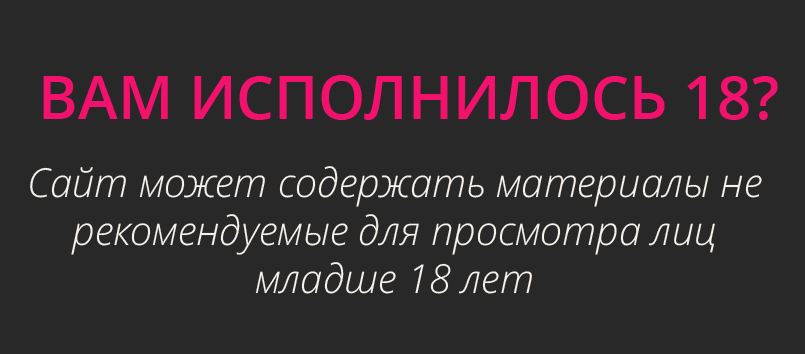 ВАМ ИСПОЛНИЛОСЬ 18?
Сайт может содержать материалы не
рекомендуемые для просмотра лиц
младше 18 лет